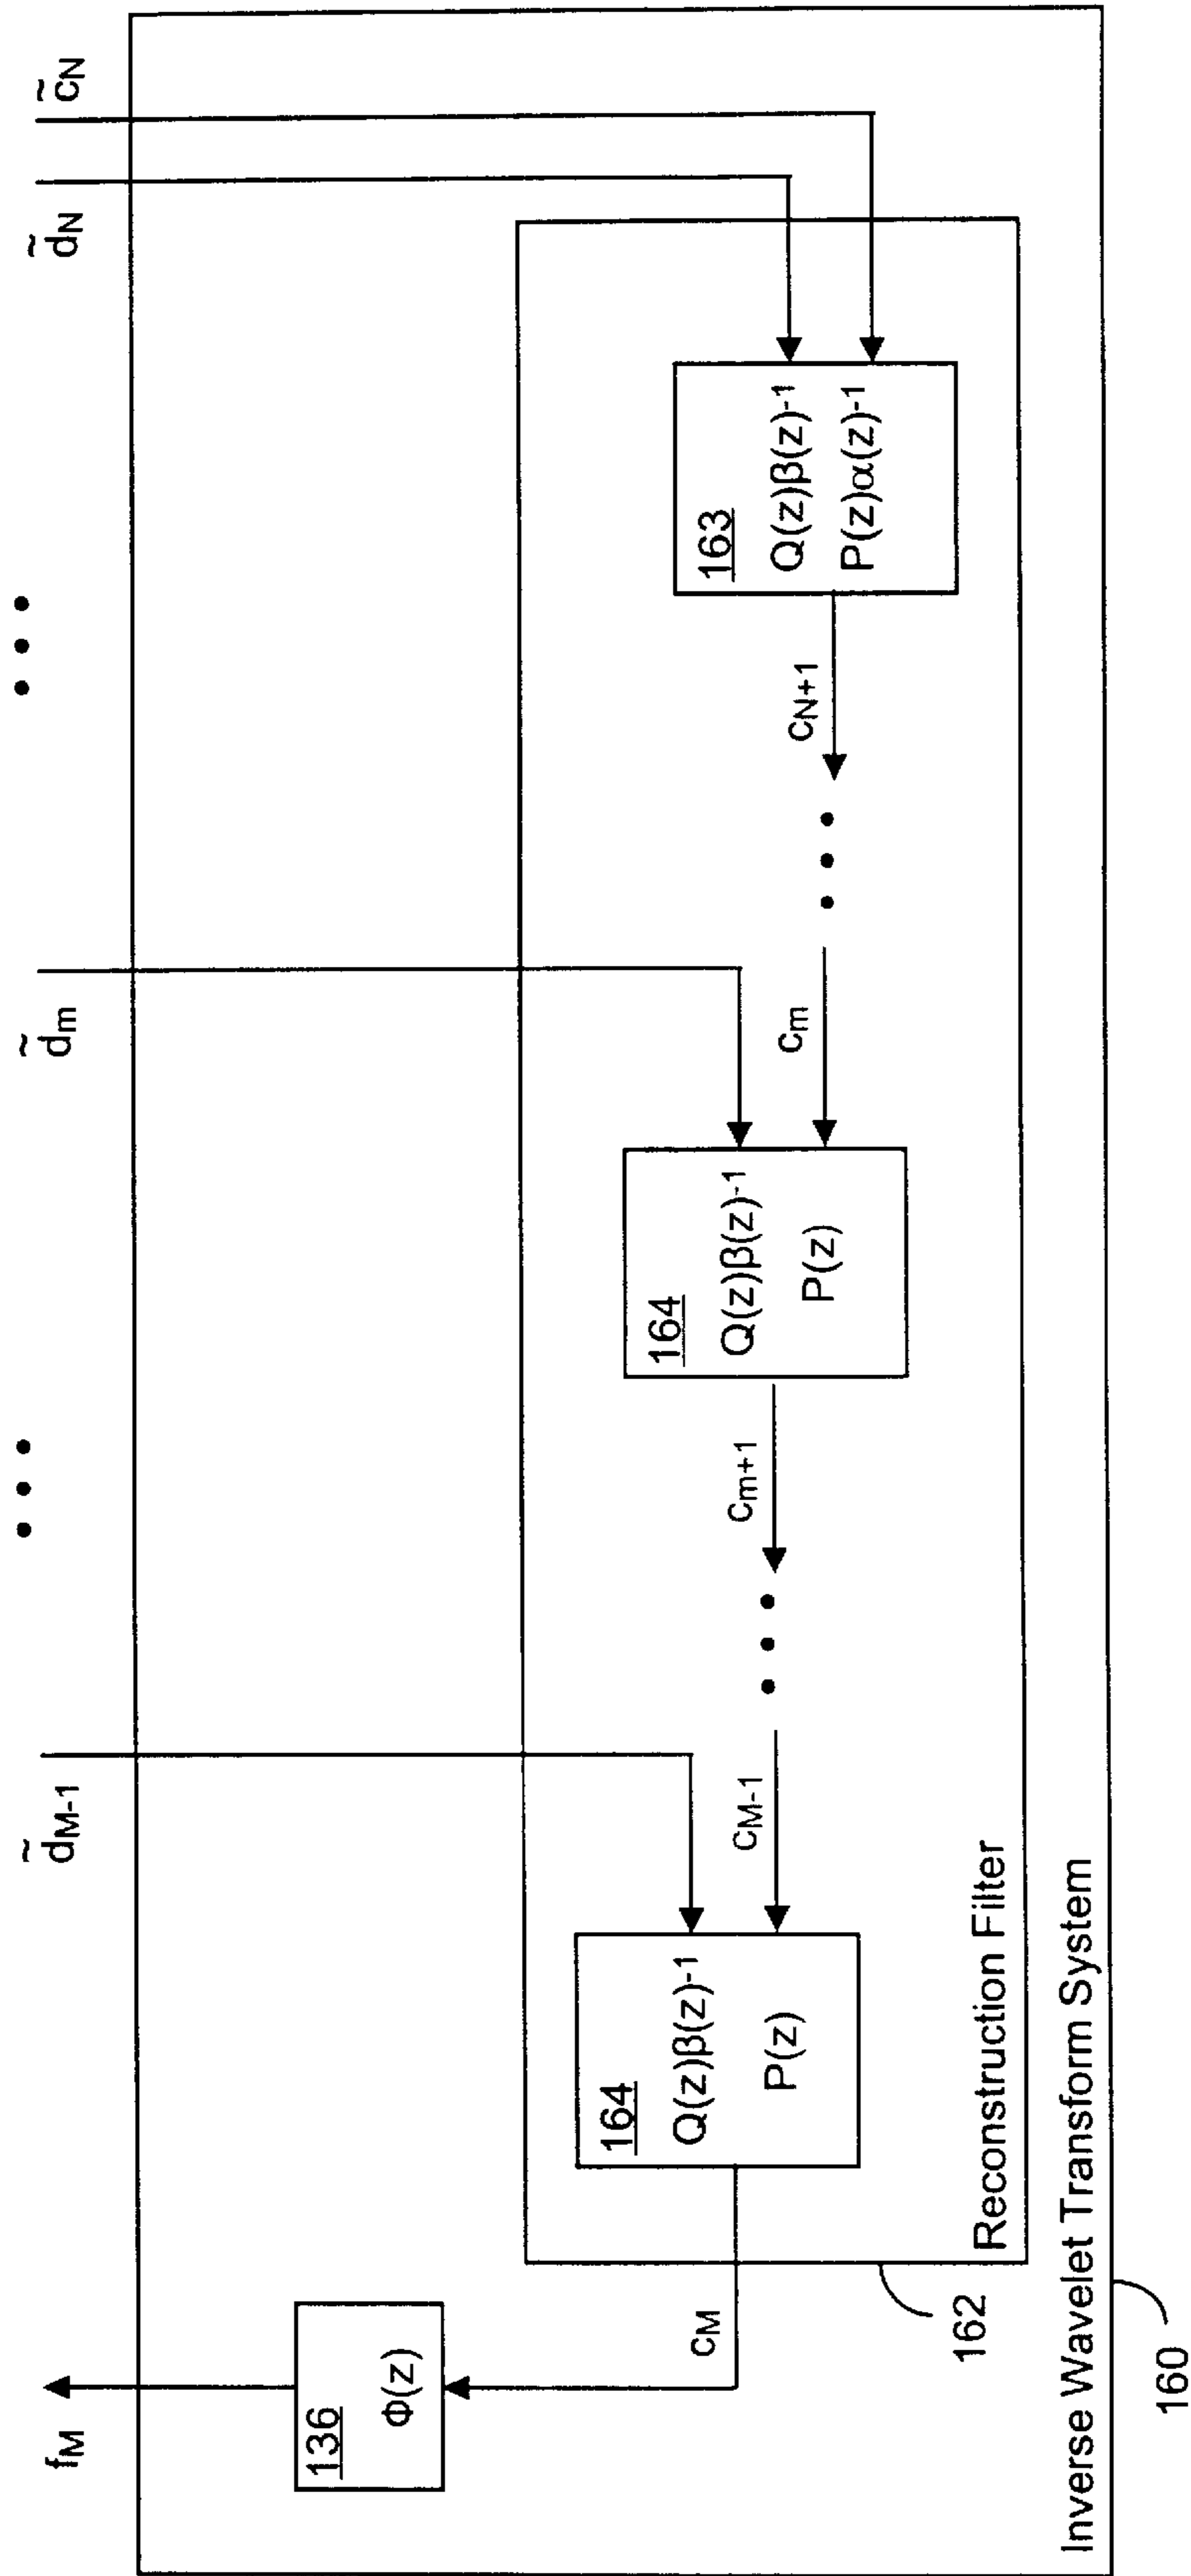 f̃M
d̃M-1
• • •
d̃m
• • •
d̃N
c̃N
136
Φ(z)
cM
164
Q(z)β(z)-1
P(z)
cM-1
• • •
cm+1
164
Q(z)β(z)-1
P(z)
cm
• • •
cN+1
163
Q(z)β(z)-1
P(z)α(z)-1
Reconstruction Filter
162
Inverse Wavelet Transform System
160